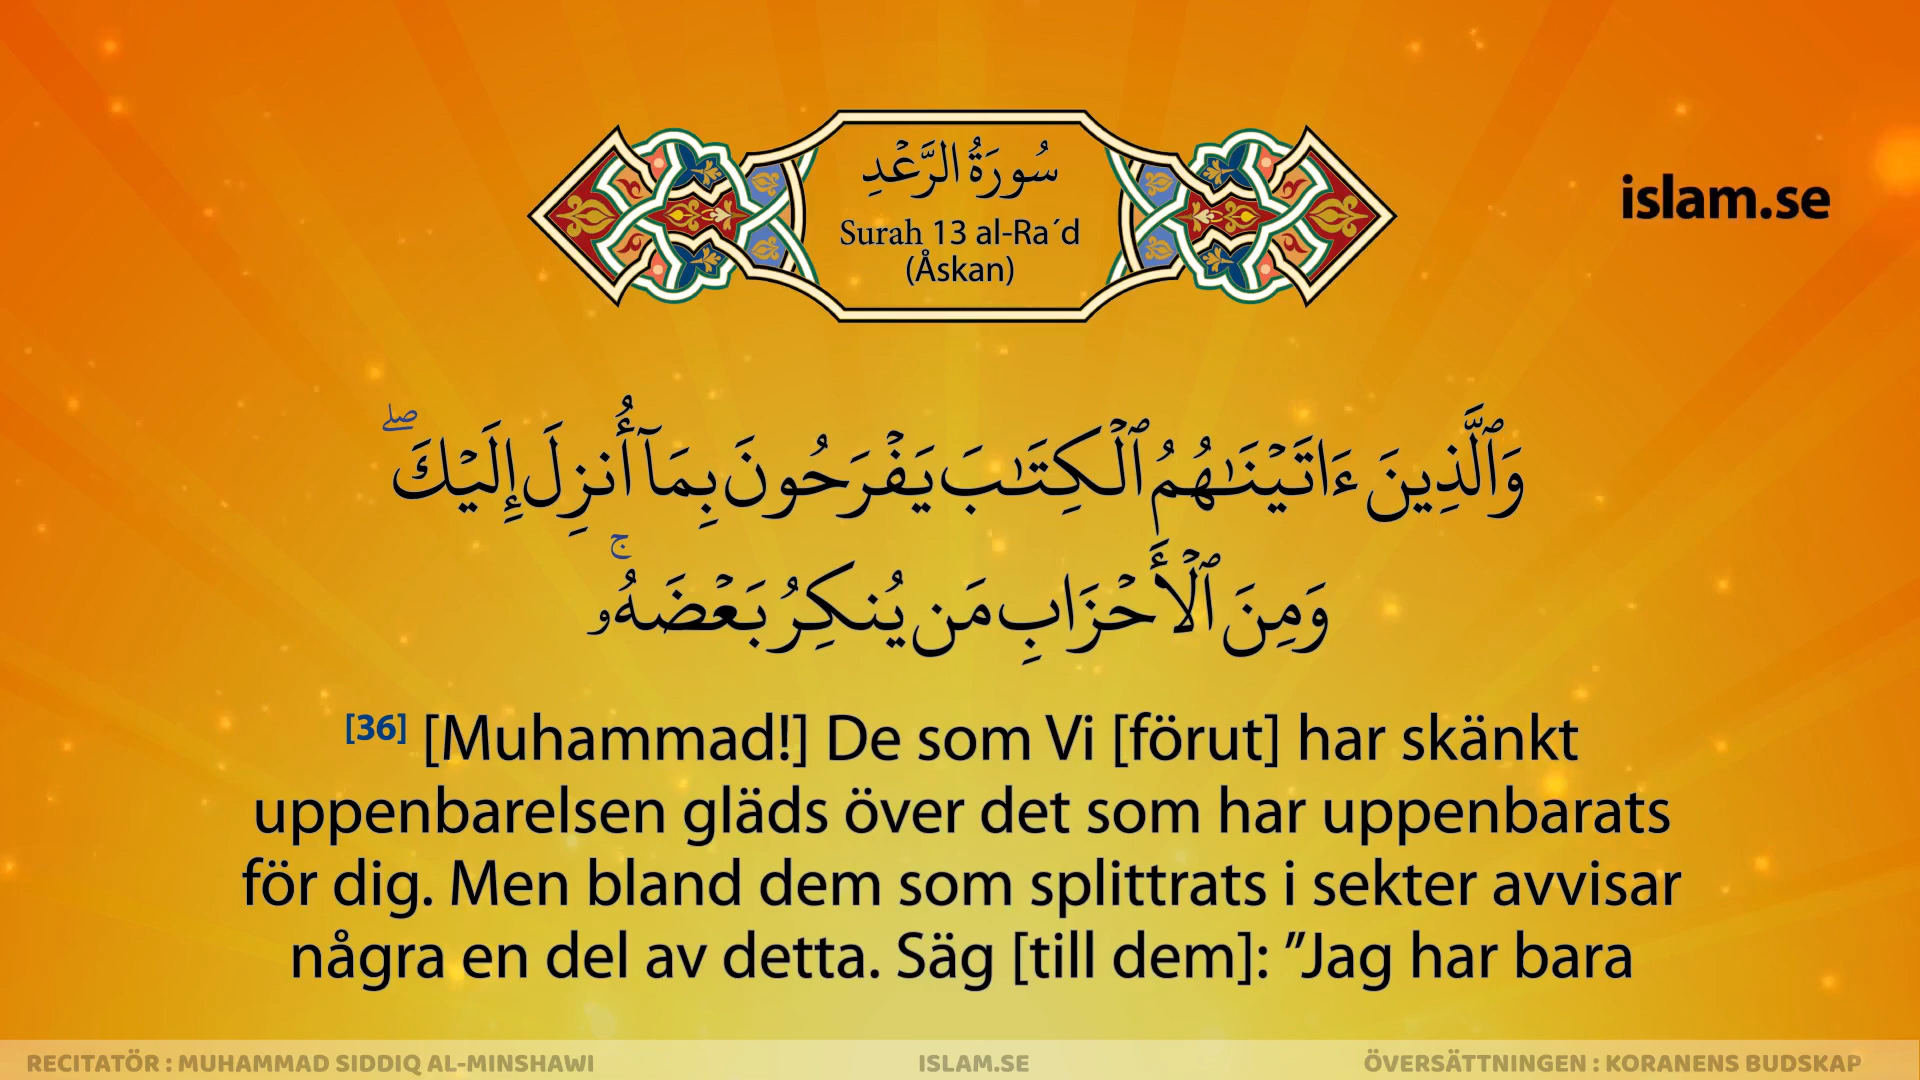 سُورَةُ الرَّعْدِ
Surah 13 al-Ra´d
(Åskan)
islam.se
وَٱلَّذِينَ ءَاتَيْنَـٰهُمُ ٱلْكِتَـٰبَ يَفْرَحُونَ بِمَآ أُنزِلَ إِلَيْكَ ۖ
وَمِنَ ٱلْأَحْزَابِ مَن يُنكِرُ بَعْضَهُۥ ۚ
[36] [Muhammad!] De som Vi [förut] har skänkt
uppenbarelsen gläds över det som har uppenbarats
för dig. Men bland dem som splittrats i sekter avvisar
några en del av detta. Säg [till dem]: ”Jag har bara
RECITATÖR : MUHAMMAD SIDDIQ AL-MINSHAWI
ISLAM.SE
ÖVERSÄTTNINGEN : KORANENS BUDSKAP